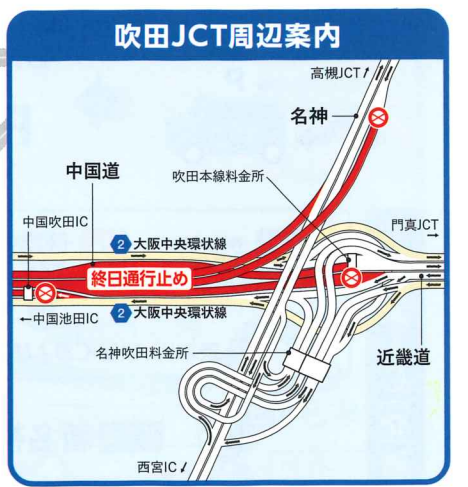 吹田JCT周辺案内
高槻JCT
名神
中国道
吹田本線料金所
中国吹田IC
門真JCT
2 大阪中央環状線
終日通行止め
←中国池田IC
2 大阪中央環状線
名神吹田料金所
近畿道
西宮IC